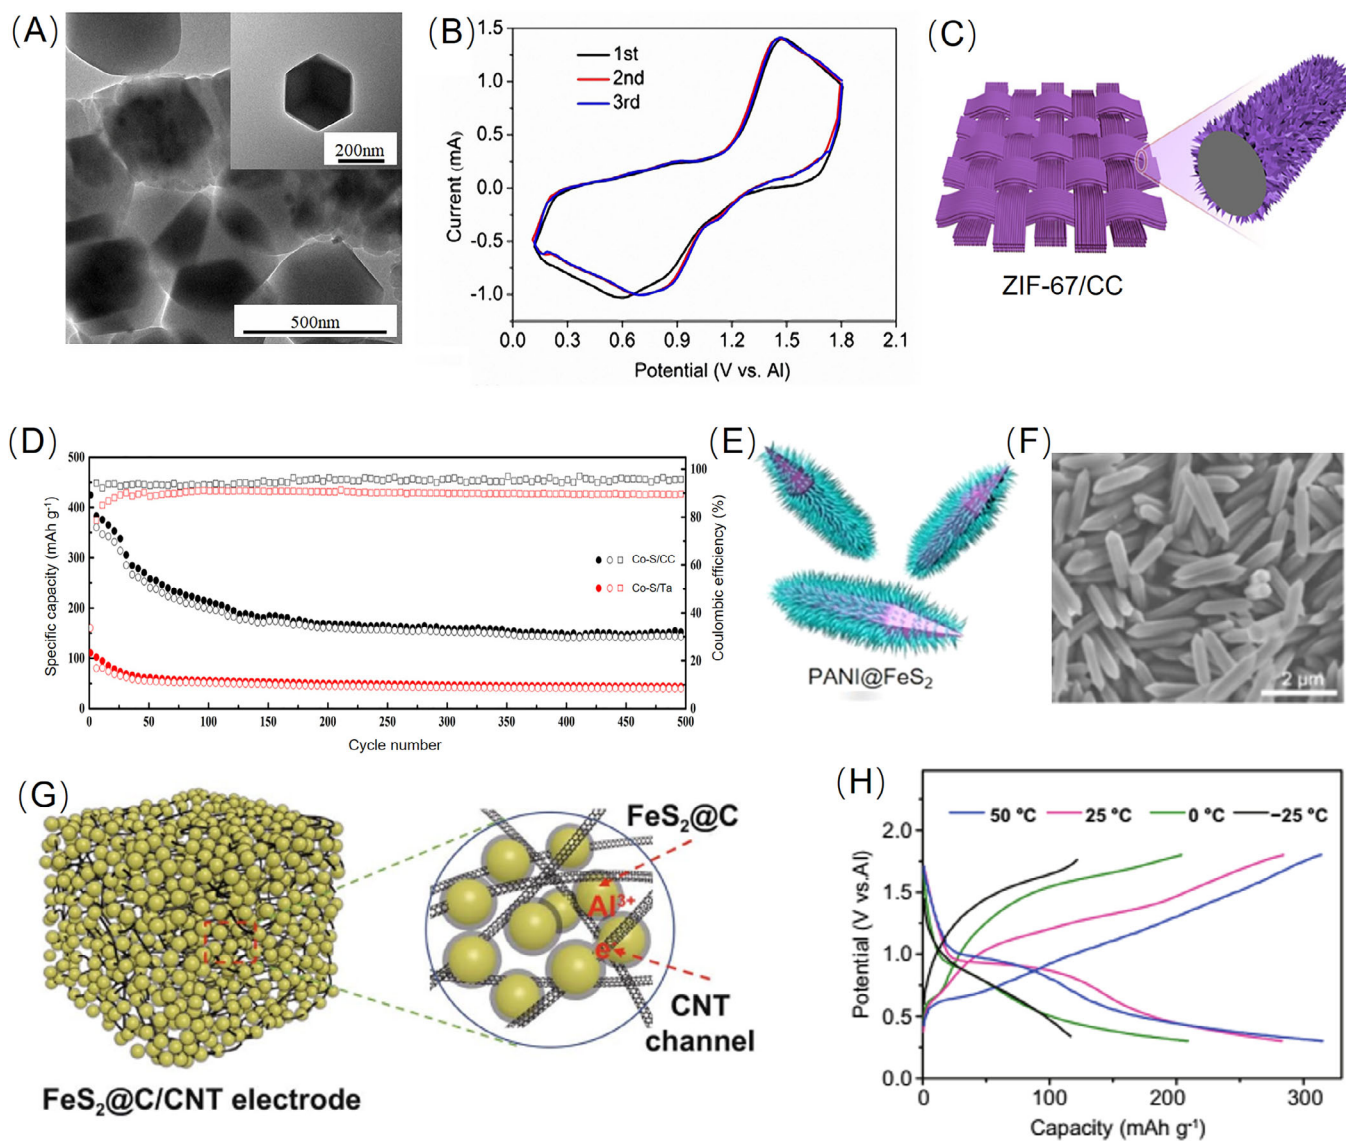 (A)
200nm
500nm
(B)
1st
2nd
3rd
1.5
1.0
0.5
0.0
-0.5
-1.0
Current (mA)
0.0 0.3 0.6 0.9 1.2 1.5 1.8 2.1
Potential (V vs. Al)
(C)
ZIF-67/CC
(D)
500
450
400
350
300
250
200
150
100
50
0
Specific capacity (mAh g⁻¹)
100
80
60
40
20
0
Coulombic efficiency (%)
Co-S/CC
Co-S/Ta
0 50 100 150 200 250 300 350 400 450 500
Cycle number
(E)
PANI@FeS₂
(F)
2 μm
(G)
FeS₂@C
Al³⁺
e⁻
CNT
channel
FeS₂@C/CNT electrode
(H)
50 °C 25 °C 0 °C −25 °C
2.0
1.5
1.0
0.5
0.0
Potential (V vs.Al)
0 100 200 300
Capacity (mAh g⁻¹)